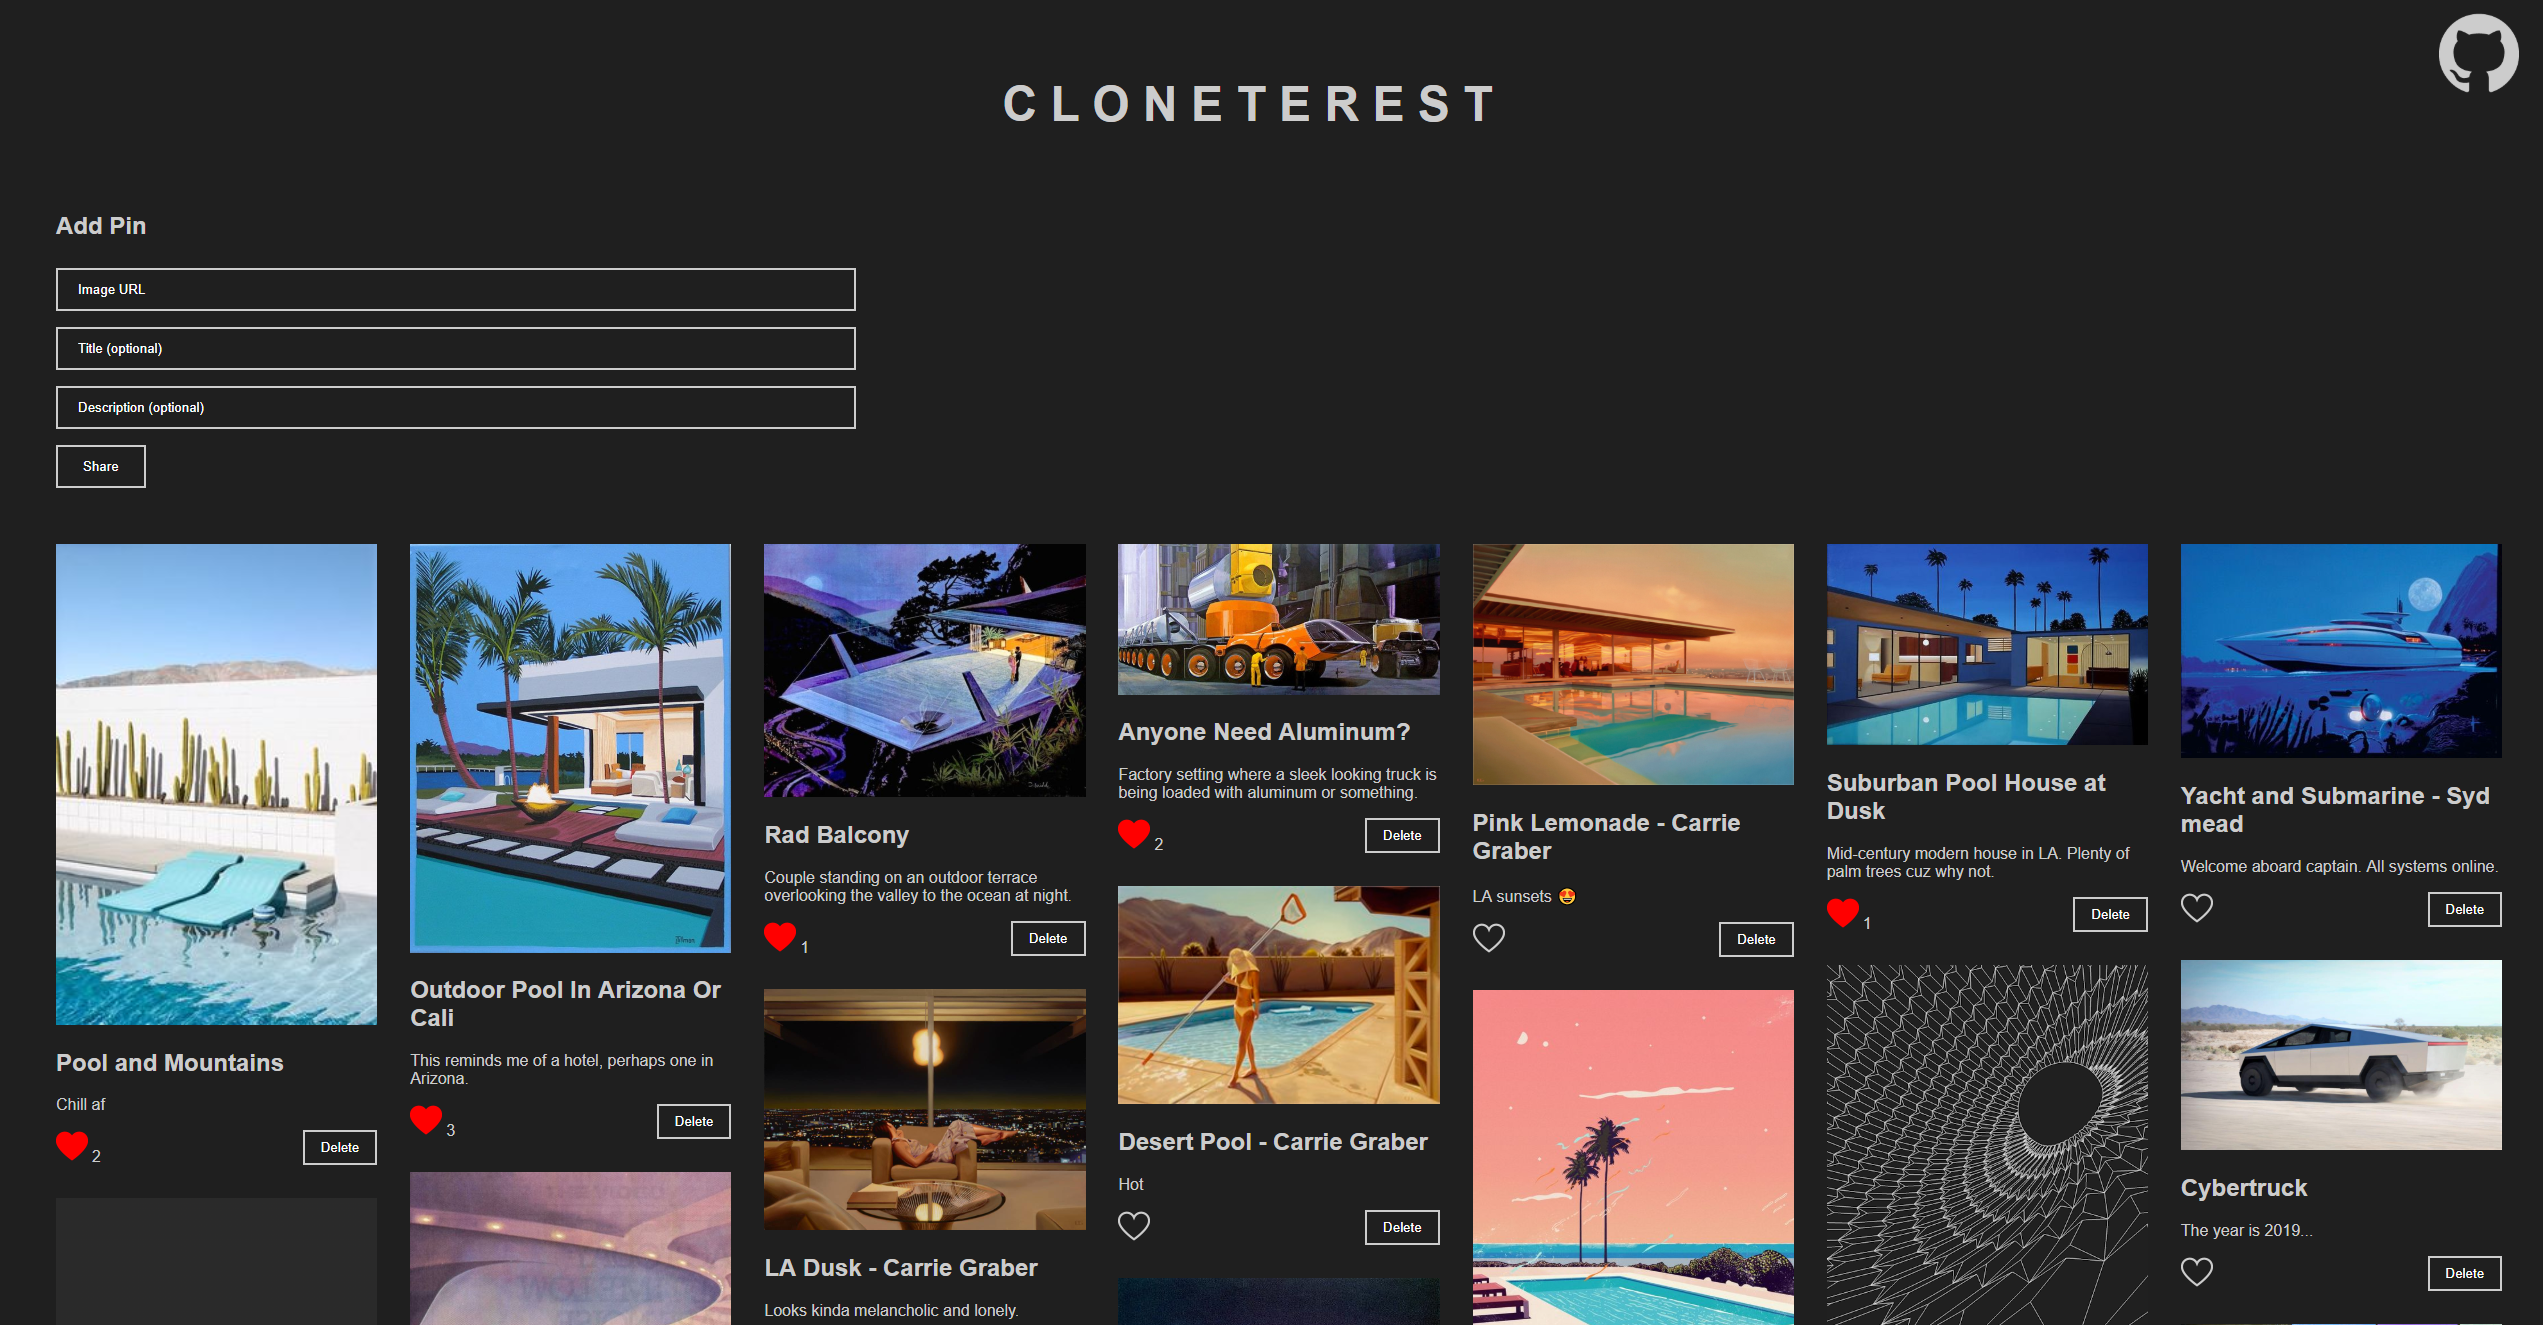 CLONETEREST
Add Pin
Image URL
Title (optional)
Description (optional)
Share
Pool and Mountains
Chill af
2
Delete
Outdoor Pool In Arizona Or
Cali
This reminds me of a hotel, perhaps one in
Arizona.
3
Delete
Rad Balcony
Couple standing on an outdoor terrace
overlooking the valley to the ocean at night.
1
Delete
LA Dusk - Carrie Graber
Looks kinda melancholic and lonely.
Anyone Need Aluminum?
Factory setting where a sleek looking truck is
being loaded with aluminum or something.
2
Delete
Desert Pool - Carrie Graber
Hot
Delete
Pink Lemonade - Carrie
Graber
LA sunsets 🤩
Delete
Suburban Pool House at
Dusk
Mid-century modern house in LA. Plenty of
palm trees cuz why not.
1
Delete
Yacht and Submarine - Syd
mead
Welcome aboard captain. All systems online.
Delete
Cybertruck
The year is 2019...
Delete